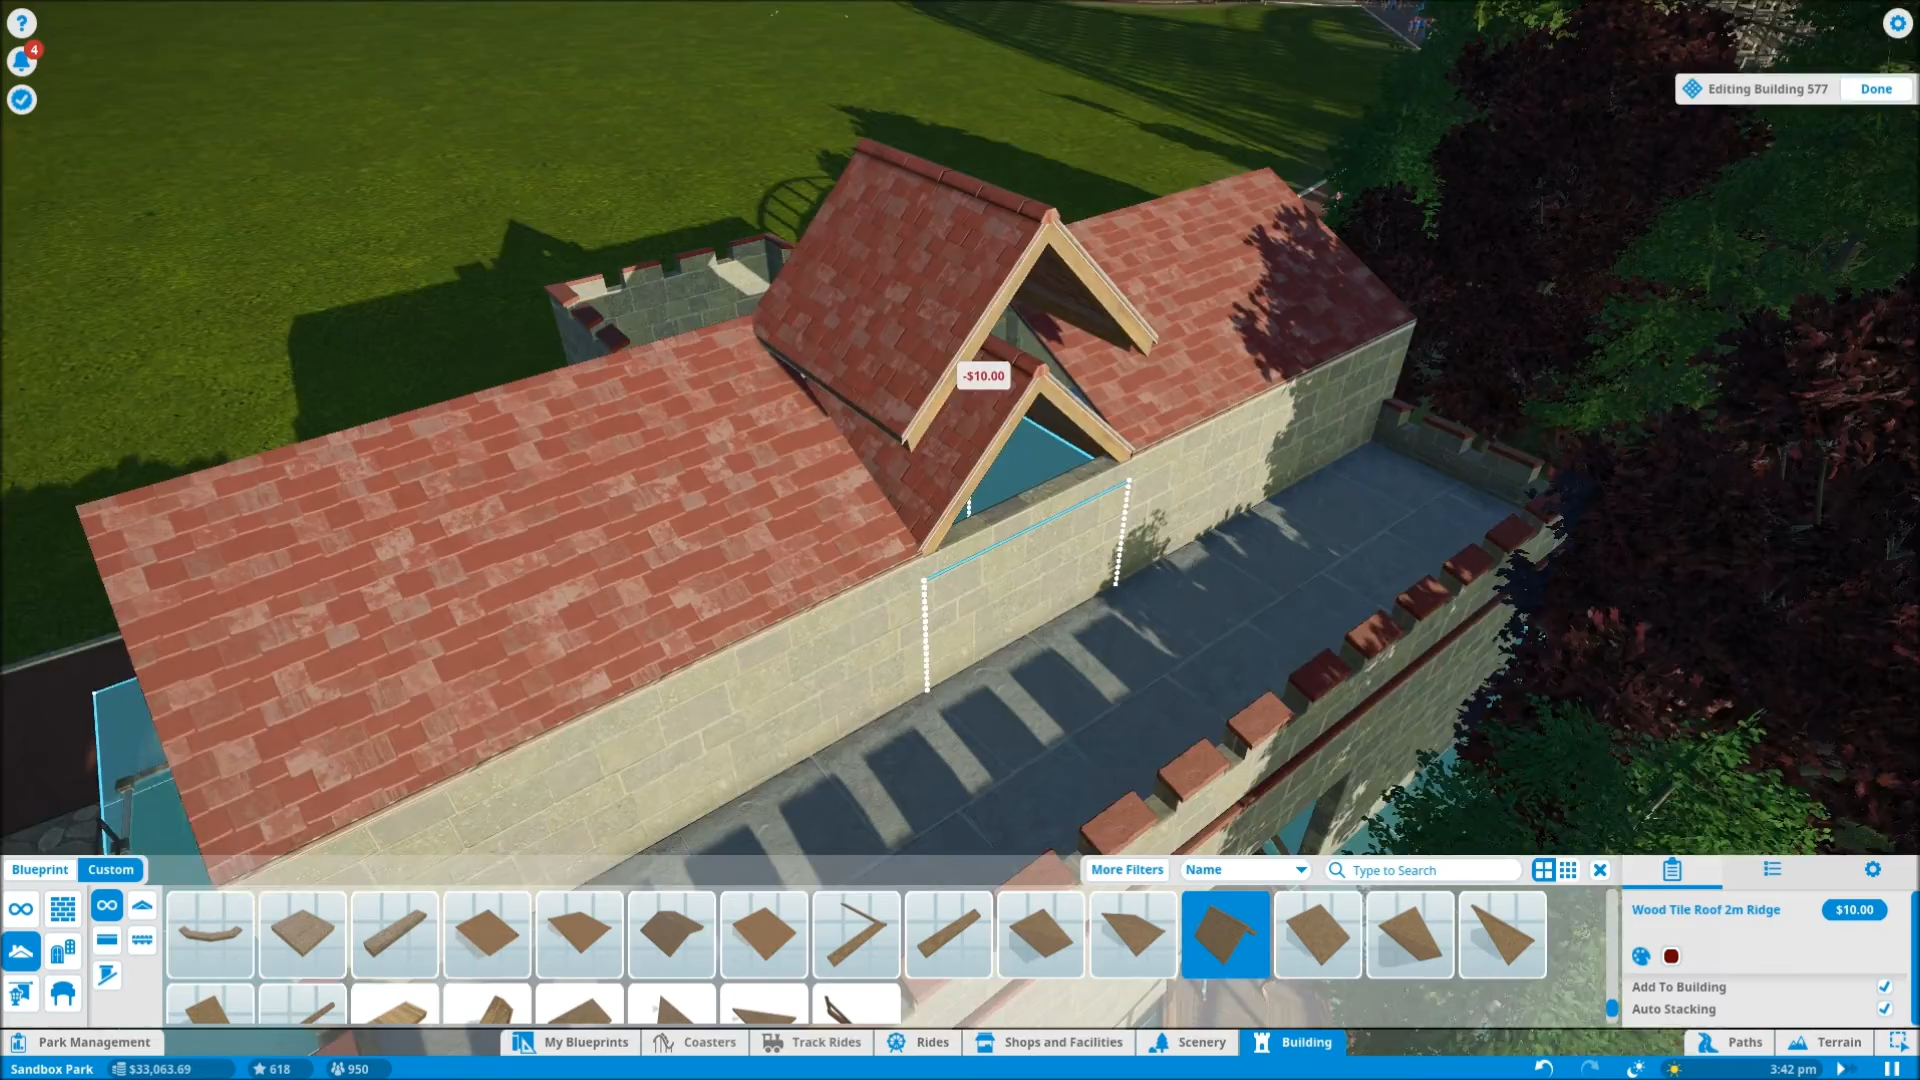 ?
4
Editing Building 577
Done
-$10.00
Blueprint
Custom
More Filters
Name
Type to Search
Wood Tile Roof 2m Ridge
$10.00
Add To Building
Auto Stacking
Park Management
My Blueprints
Coasters
Track Rides
Rides
Shops and Facilities
Scenery
Building
Paths
Terrain
Sandbox Park
$33,063.69
618
950
3:42 pm